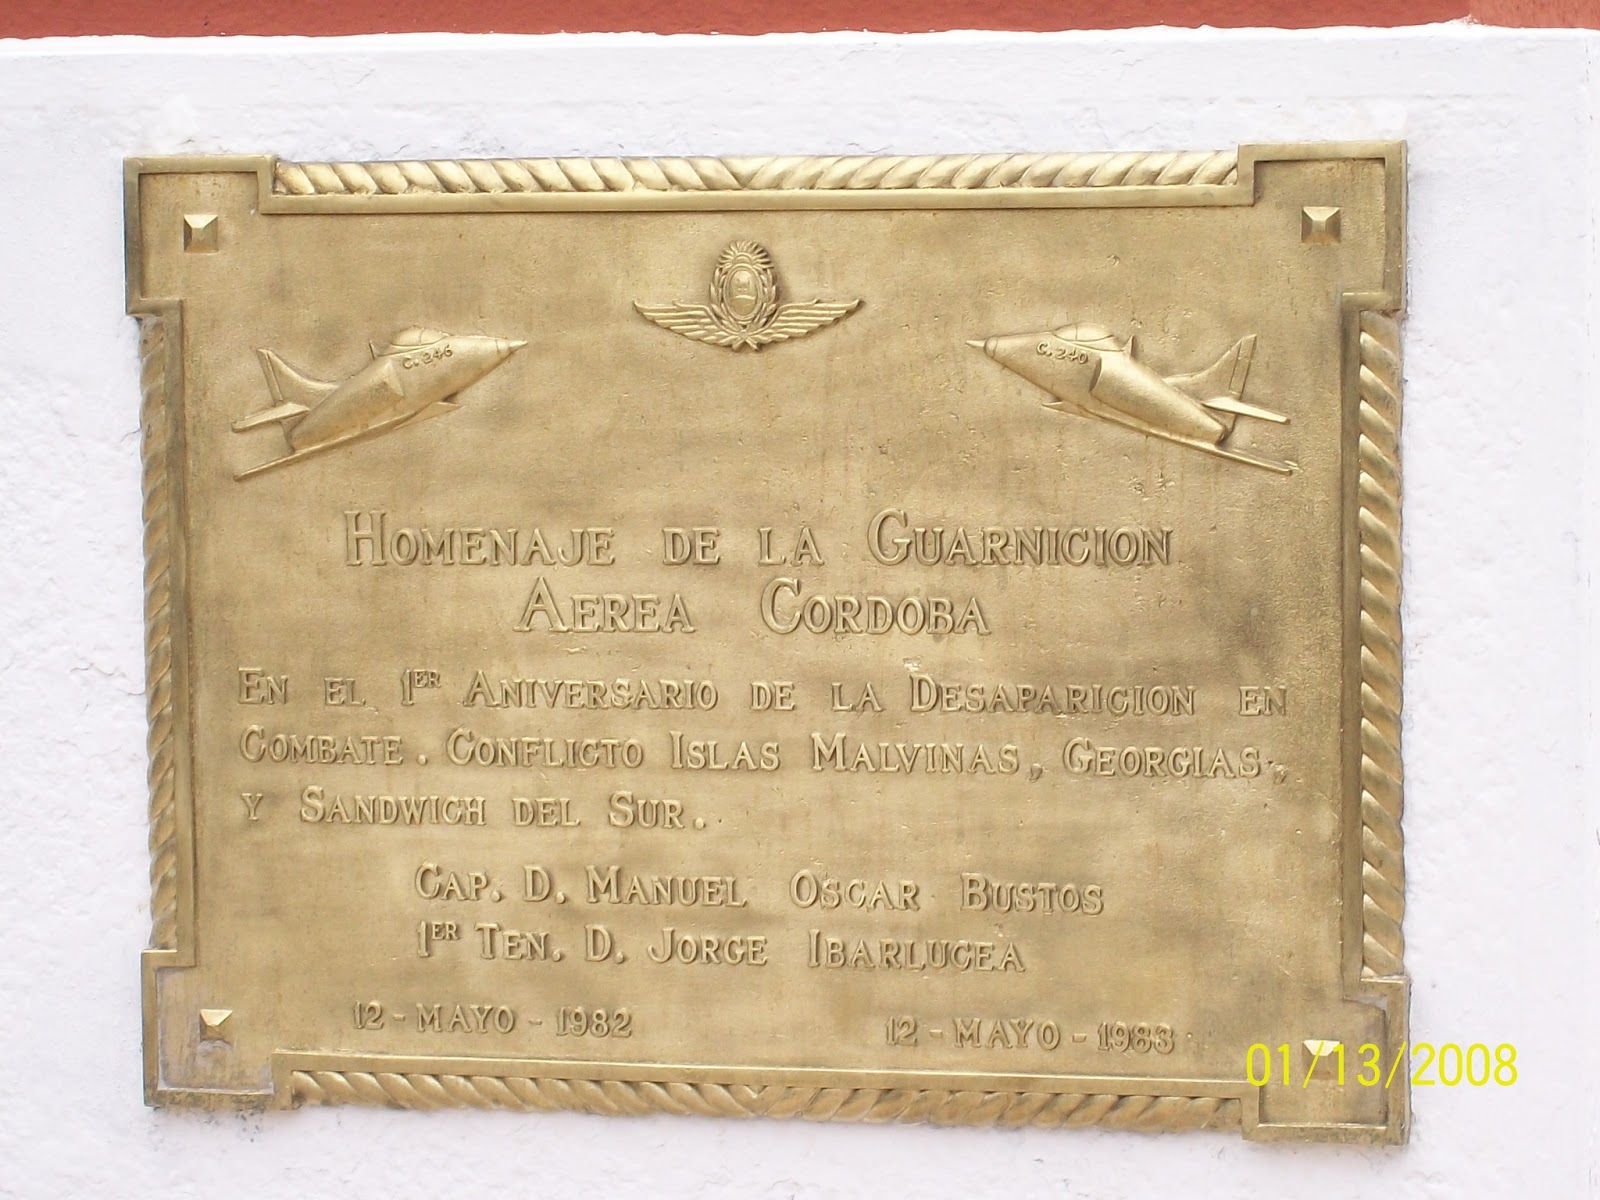 C.246
C.240
HOMENAJE DE LA GUARNICION
AEREA CORDOBA
EN EL 1ER ANIVERSARIO DE LA DESAPARICION EN
COMBATE. CONFLICTO ISLAS MALVINAS, GEORGIAS,
Y SANDWICH DEL SUR.
CAP. D. MANUEL OSCAR BUSTOS
1ER TEN. D. JORGE IBARLUCEA
12-MAYO-1982 12-MAYO-1983
01/13/2008